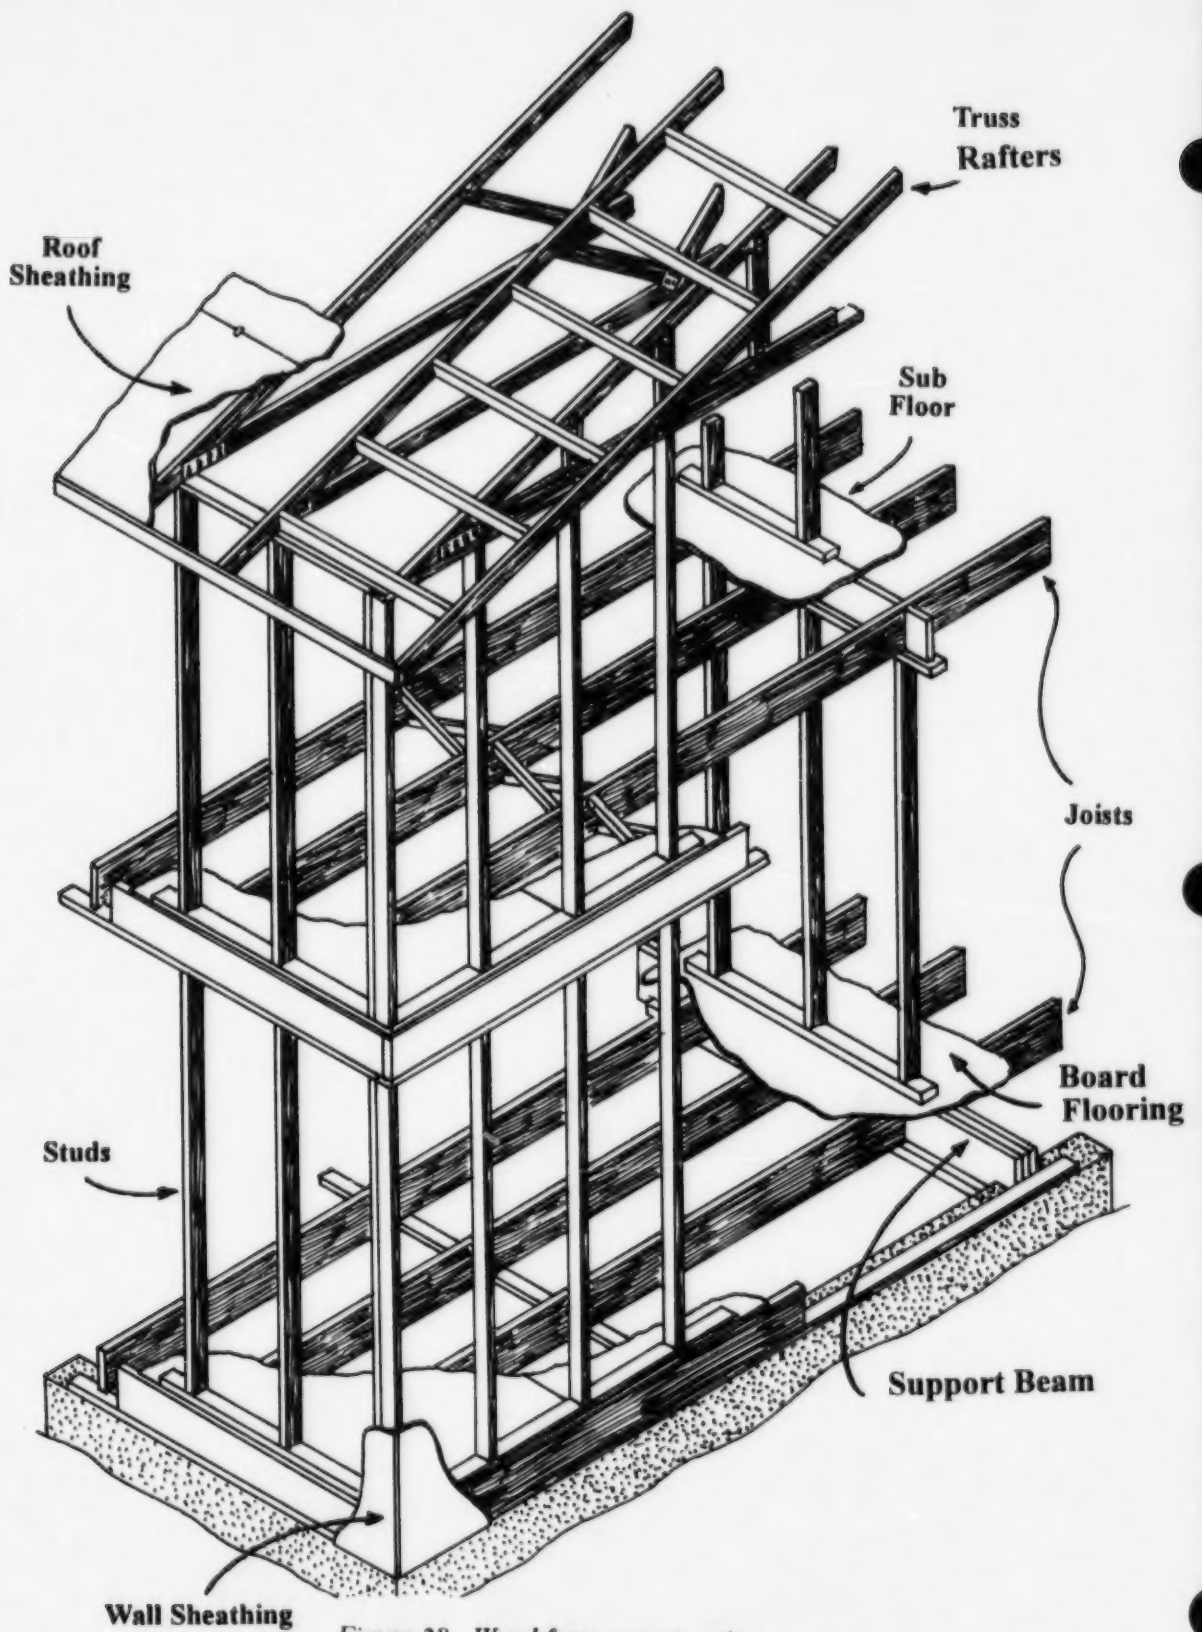 Truss
Rafters
Roof
Sheathing
Sub
Floor
Joists
Board
Flooring
Studs
Support Beam
Wall Sheathing